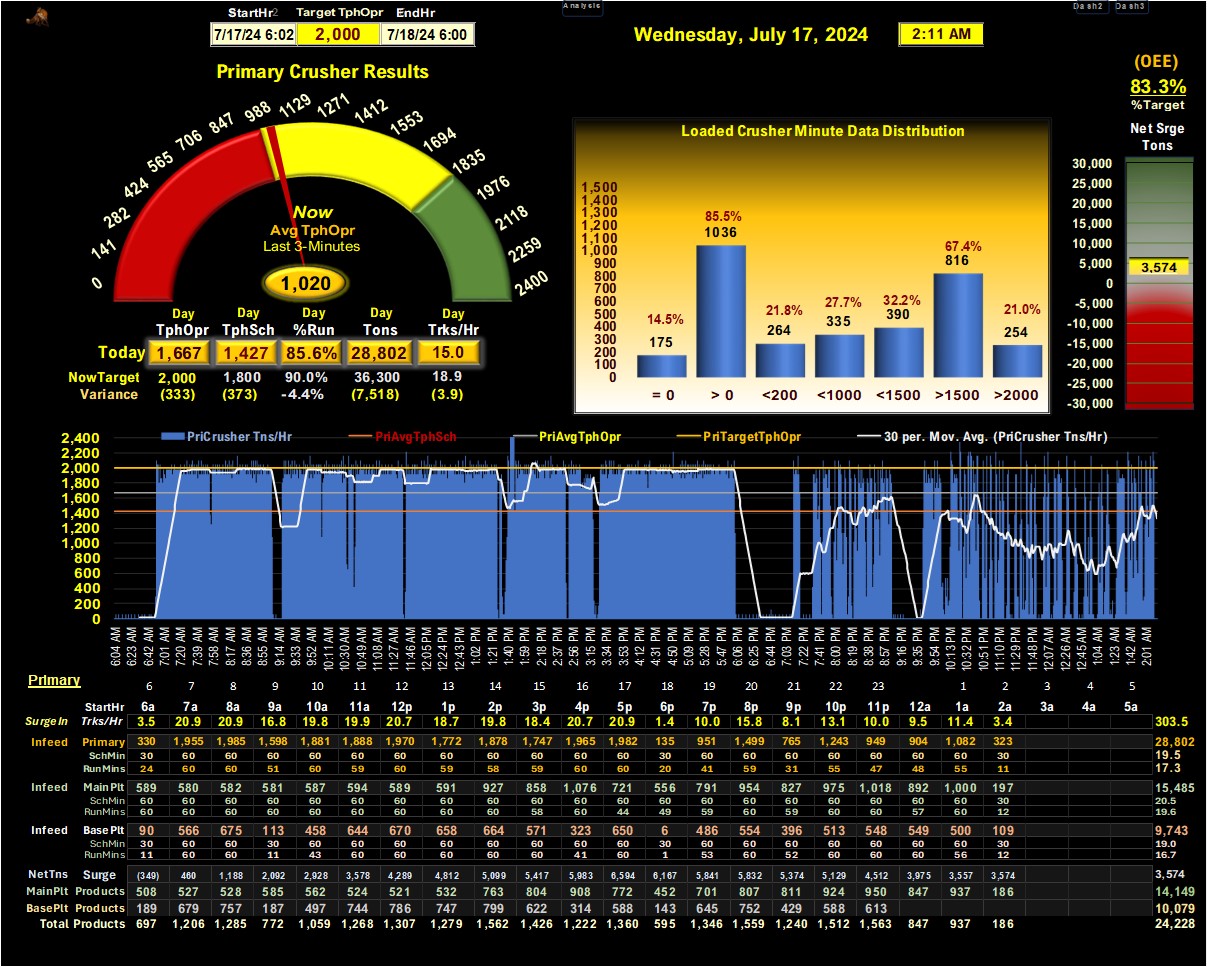 Analysis
Dash2 Dash3
StartHr2 Target TphOpr EndHr
7/17/24 6:02 2,000 7/18/24 6:00
Wednesday, July 17, 2024 2:11 AM
(OEE)
83.3%
%Target
Net Srge
Tons
Primary Crusher Results
0 141 282 424 565 706 847 988 1129 1271 1412 1553 1694 1835 1976 2118 2259 2400
Now
Avg TphOpr
Last 3-Minutes
1,020
Day Day Day Day Day
TphOpr TphSch %Run Tons Trks/Hr
Today 1,667 1,427 85.6% 28,802 15.0
NowTarget 2,000 1,800 90.0% 36,300 18.9
Variance (333) (373) -4.4% (7,518) (3.9)
Loaded Crusher Minute Data Distribution
1,500
1,400
1,300
1,200
1,100
1,000
900
800
700
600
500
400
300
200
100
0
14.5% 85.5% 21.8% 27.7% 32.2% 67.4% 21.0%
175 1036 264 335 390 816 254
= 0 > 0 <200 <1000 <1500 >1500 >2000
30,000
25,000
20,000
15,000
10,000
5,000
0
-5,000
-10,000
-15,000
-20,000
-25,000
-30,000
3,574
PriCrusher Tns/Hr PriAvgTphSch PriAvgTphOpr PriTargetTphOpr 30 per. Mov. Avg. (PriCrusher Tns/Hr)
2,400
2,200
2,000
1,800
1,600
1,400
1,200
1,000
800
600
400
200
0
6:04 AM 6:23 AM 6:42 AM 7:01 AM 7:20 AM 7:39 AM 7:58 AM 8:17 AM 8:36 AM 8:55 AM 9:14 AM 9:33 AM 9:52 AM 10:11 AM 10:30 AM 10:49 AM 11:08 AM 11:27 AM 11:46 AM 12:05 PM 12:24 PM 12:43 PM 1:02 PM 1:21 PM 1:40 PM 1:59 PM 2:18 PM 2:37 PM 2:56 PM 3:15 PM 3:34 PM 3:53 PM 4:12 PM 4:31 PM 4:50 PM 5:09 PM 5:28 PM 5:47 PM 6:06 PM 6:25 PM 6:44 PM 7:03 PM 7:22 PM 7:41 PM 8:00 PM 8:19 PM 8:38 PM 8:57 PM 9:16 PM 9:35 PM 9:54 PM 10:13 PM 10:32 PM 10:51 PM 11:10 PM 11:29 PM 11:48 PM 12:07 AM 12:26 AM 12:45 AM 1:04 AM 1:23 AM 1:42 AM 2:01 AM
Primary
6 7 8 9 10 11 12 13 14 15 16 17 18 19 20 21 22 23 1 2 3 4 5
StartHr 6a 7a 8a 9a 10a 11a 12p 1p 2p 3p 4p 5p 6p 7p 8p 9p 10p 11p 12a 1a 2a 3a 4a 5a
SurgeIn Trks/Hr 3.5 20.9 20.9 16.8 19.8 19.9 20.7 18.7 19.8 18.4 20.7 20.9 1.4 10.0 15.8 8.1 13.1 10.0 9.5 11.4 3.4 303.5
Infeed Primary 330 1,955 1,985 1,598 1,881 1,888 1,970 1,772 1,878 1,747 1,965 1,982 135 951 1,499 765 1,243 949 904 1,082 323 28,802
SchMin 30 60 60 60 60 60 60 60 60 60 60 60 30 60 60 60 60 60 60 60 30 19.5
RunMins 24 60 60 51 60 59 60 59 58 59 60 60 20 41 59 31 55 47 48 55 11 17.3
Infeed MainPlt 589 580 582 581 587 594 589 591 927 858 1,076 721 556 791 954 827 975 1,018 892 1,000 197 15,485
SchMin 60 60 60 60 60 60 60 60 60 60 60 60 60 60 60 60 60 60 60 60 30 20.5
RunMins 60 60 60 60 60 60 60 60 60 58 60 44 49 59 60 60 60 60 57 60 12 19.6
Infeed BasePlt 90 566 675 113 458 644 670 658 664 571 323 650 6 486 554 396 513 548 549 500 109 9,743
SchMin 30 60 60 30 60 60 60 60 60 60 60 60 30 60 60 60 60 60 60 60 30 19.0
RunMins 11 60 60 11 43 60 60 60 60 60 41 60 1 53 60 52 60 60 60 56 12 16.7
NetTns Surge (349) 460 1,188 2,092 2,928 3,578 4,289 4,812 5,099 5,417 5,983 6,594 6,167 5,841 5,832 5,374 5,129 4,512 3,975 3,557 3,574 3,574
MainPlt Products 508 527 528 585 562 524 521 532 763 804 908 772 452 701 807 811 924 950 847 937 186 14,149
BasePlt Products 189 679 757 187 497 744 786 747 799 622 314 588 143 645 752 429 588 613 10,079
Total Products 697 1,206 1,285 772 1,059 1,268 1,307 1,279 1,562 1,426 1,222 1,360 595 1,346 1,559 1,240 1,512 1,563 847 937 186 24,228